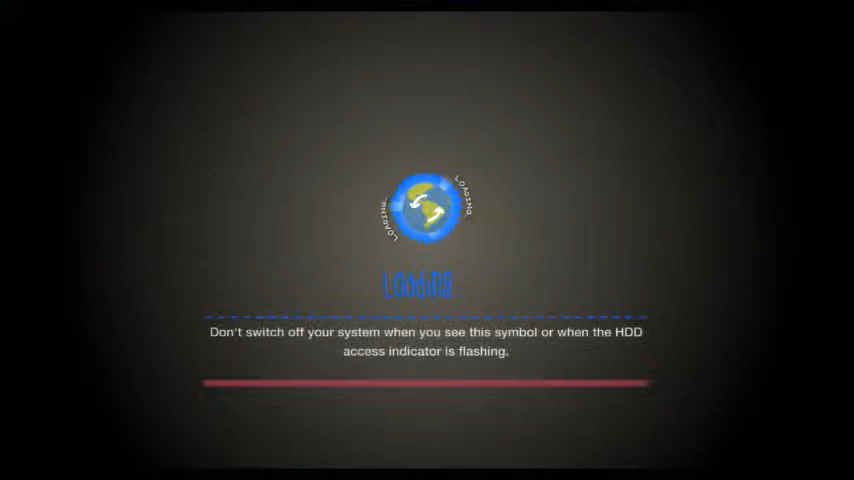 LOADING.
LOADING.
Loading
Don't switch off your system when you see this symbol or when the HDD
access indicator is flashing.